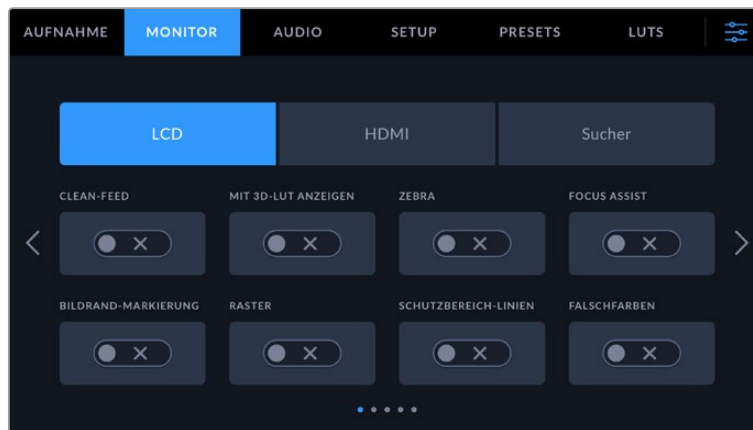 AUFNAHME MONITOR AUDIO SETUP PRESETS LUTS
LCD HDMI Sucher
CLEAN-FEED MIT 3D-LUT ANZEIGEN ZEBRA FOCUS ASSIST
BILDRAND-MARKIERUNG RASTER SCHUTZBEREICH-LINIEN FALSCHFARBEN